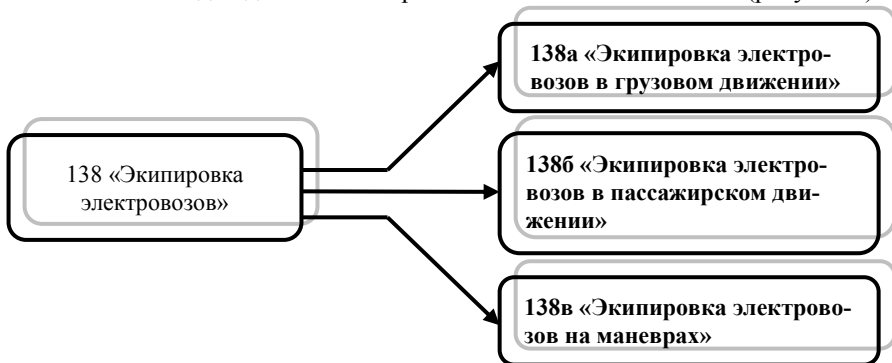 138а «Экипировка электро-
возов в грузовом движении»
138 «Экипировка
электровозов»
138б «Экипировка электро-
возов в пассажирском дви-
жении»
138в «Экипировка электрово-
зов на маневрах»